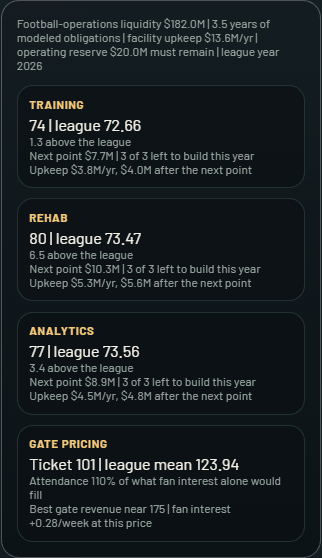 Football-operations liquidity $182.0M | 3.5 years of
modeled obligations | facility upkeep $13.6M/yr |
operating reserve $20.0M must remain | league year
2026
TRAINING
74 | league 72.66
1.3 above the league
Next point $7.7M | 3 of 3 left to build this year
Upkeep $3.8M/yr, $4.0M after the next point
REHAB
80 | league 73.47
6.5 above the league
Next point $10.3M | 3 of 3 left to build this year
Upkeep $5.3M/yr, $5.6M after the next point
ANALYTICS
77 | league 73.56
3.4 above the league
Next point $8.9M | 3 of 3 left to build this year
Upkeep $4.5M/yr, $4.8M after the next point
GATE PRICING
Ticket 101 | league mean 123.94
Attendance 110% of what fan interest alone would
fill
Best gate revenue near 175 | fan interest
+0.28/week at this price